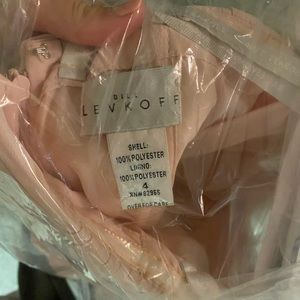 BILL
LEVKOFF
SHELL:
100% POLYESTER
LINING:
100% POLYESTER
4
OVER FOR CARE